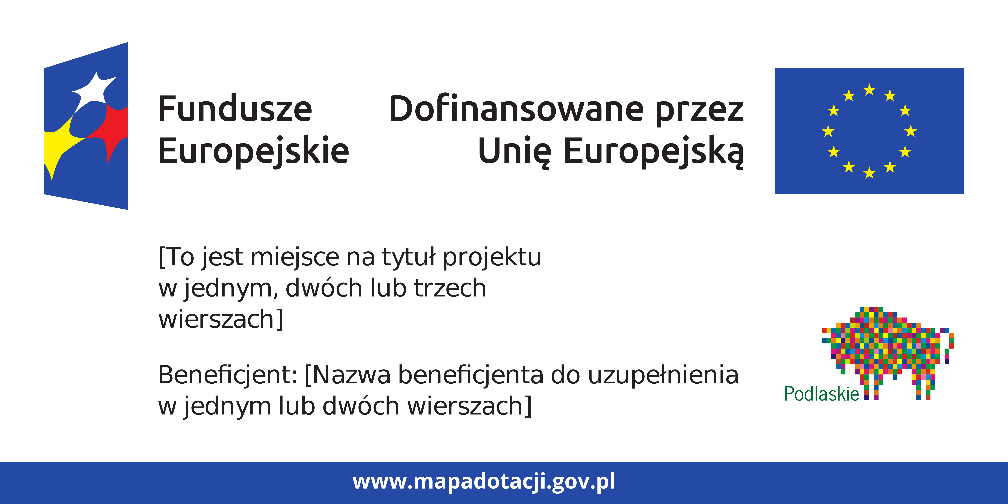 Fundusze
Europejskie
Dofinansowane przez
Unię Europejską
[To jest miejsce na tytuł projektu
w jednym, dwóch lub trzech
wierszach]
Beneficjent: [Nazwa beneficjenta do uzupełnienia
w jednym lub dwóch wierszach]
Podlaskie
www.mapadotacji.gov.pl